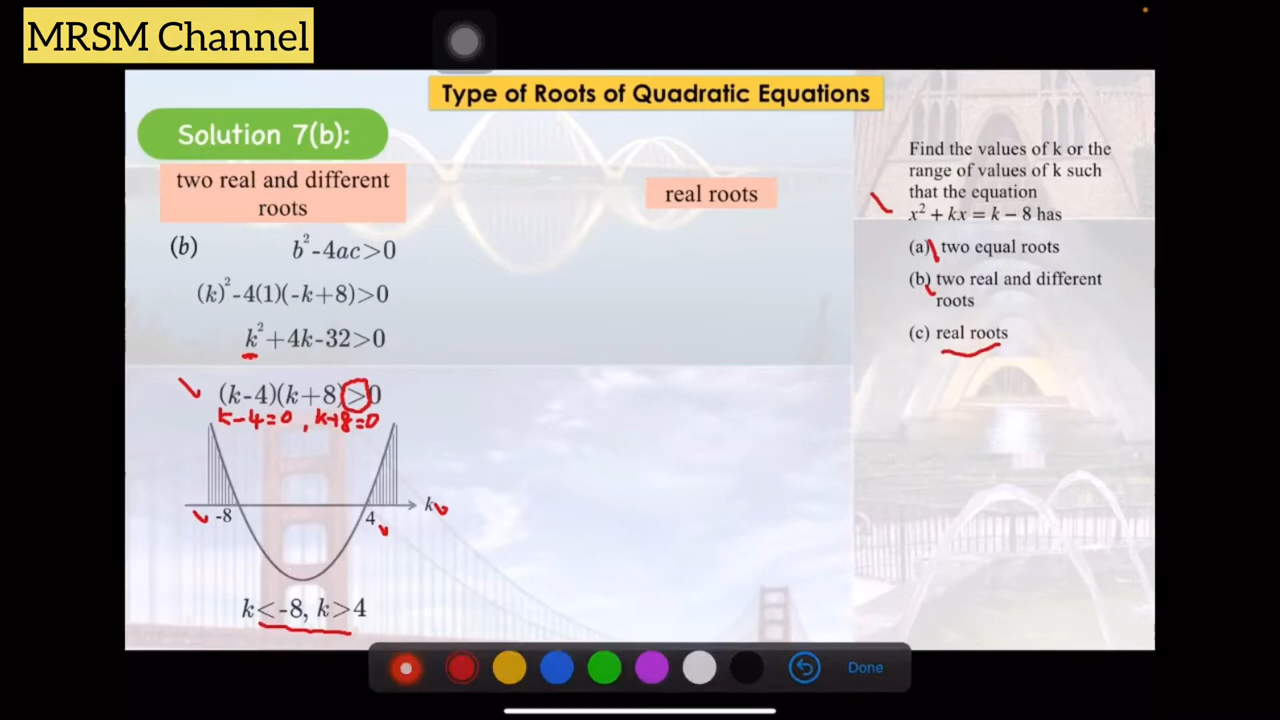 MRSM Channel
Type of Roots of Quadratic Equations
Solution 7(b):
two real and different
roots
(b) b²-4ac>0
(k)²-4(1)(-k+8)>0
k²+4k-32>0
(k-4)(k+8)>0
k-4=0, k+8=0
k
-8
4
k<-8, k>4
real roots
Find the values of k or the
range of values of k such
that the equation
x² + kx = k − 8 has
(a) two equal roots
(b) two real and different
roots
(c) real roots
Done